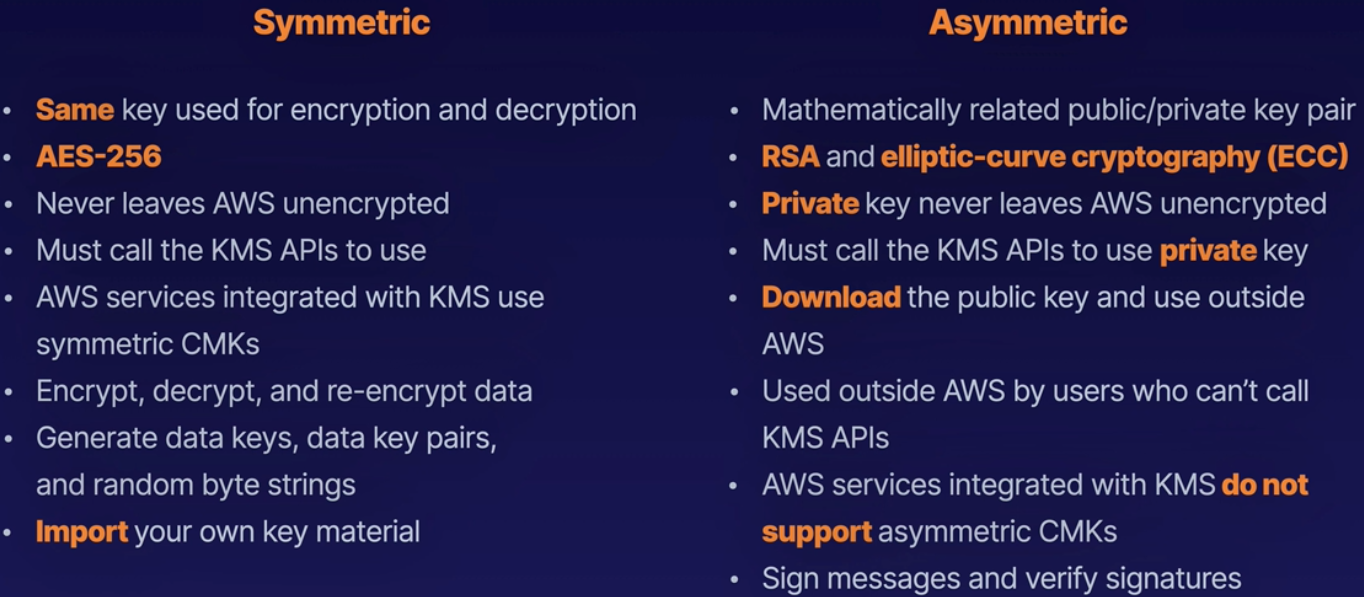 Symmetric
• Same key used for encryption and decryption
• AES-256
• Never leaves AWS unencrypted
• Must call the KMS APIs to use
• AWS services integrated with KMS use
symmetric CMKs
• Encrypt, decrypt, and re-encrypt data
• Generate data keys, data key pairs,
and random byte strings
• Import your own key material
Asymmetric
• Mathematically related public/private key pair
• RSA and elliptic-curve cryptography (ECC)
• Private key never leaves AWS unencrypted
• Must call the KMS APIs to use private key
• Download the public key and use outside
AWS
• Used outside AWS by users who can’t call
KMS APIs
• AWS services integrated with KMS do not
support asymmetric CMKs
• Sign messages and verify signatures